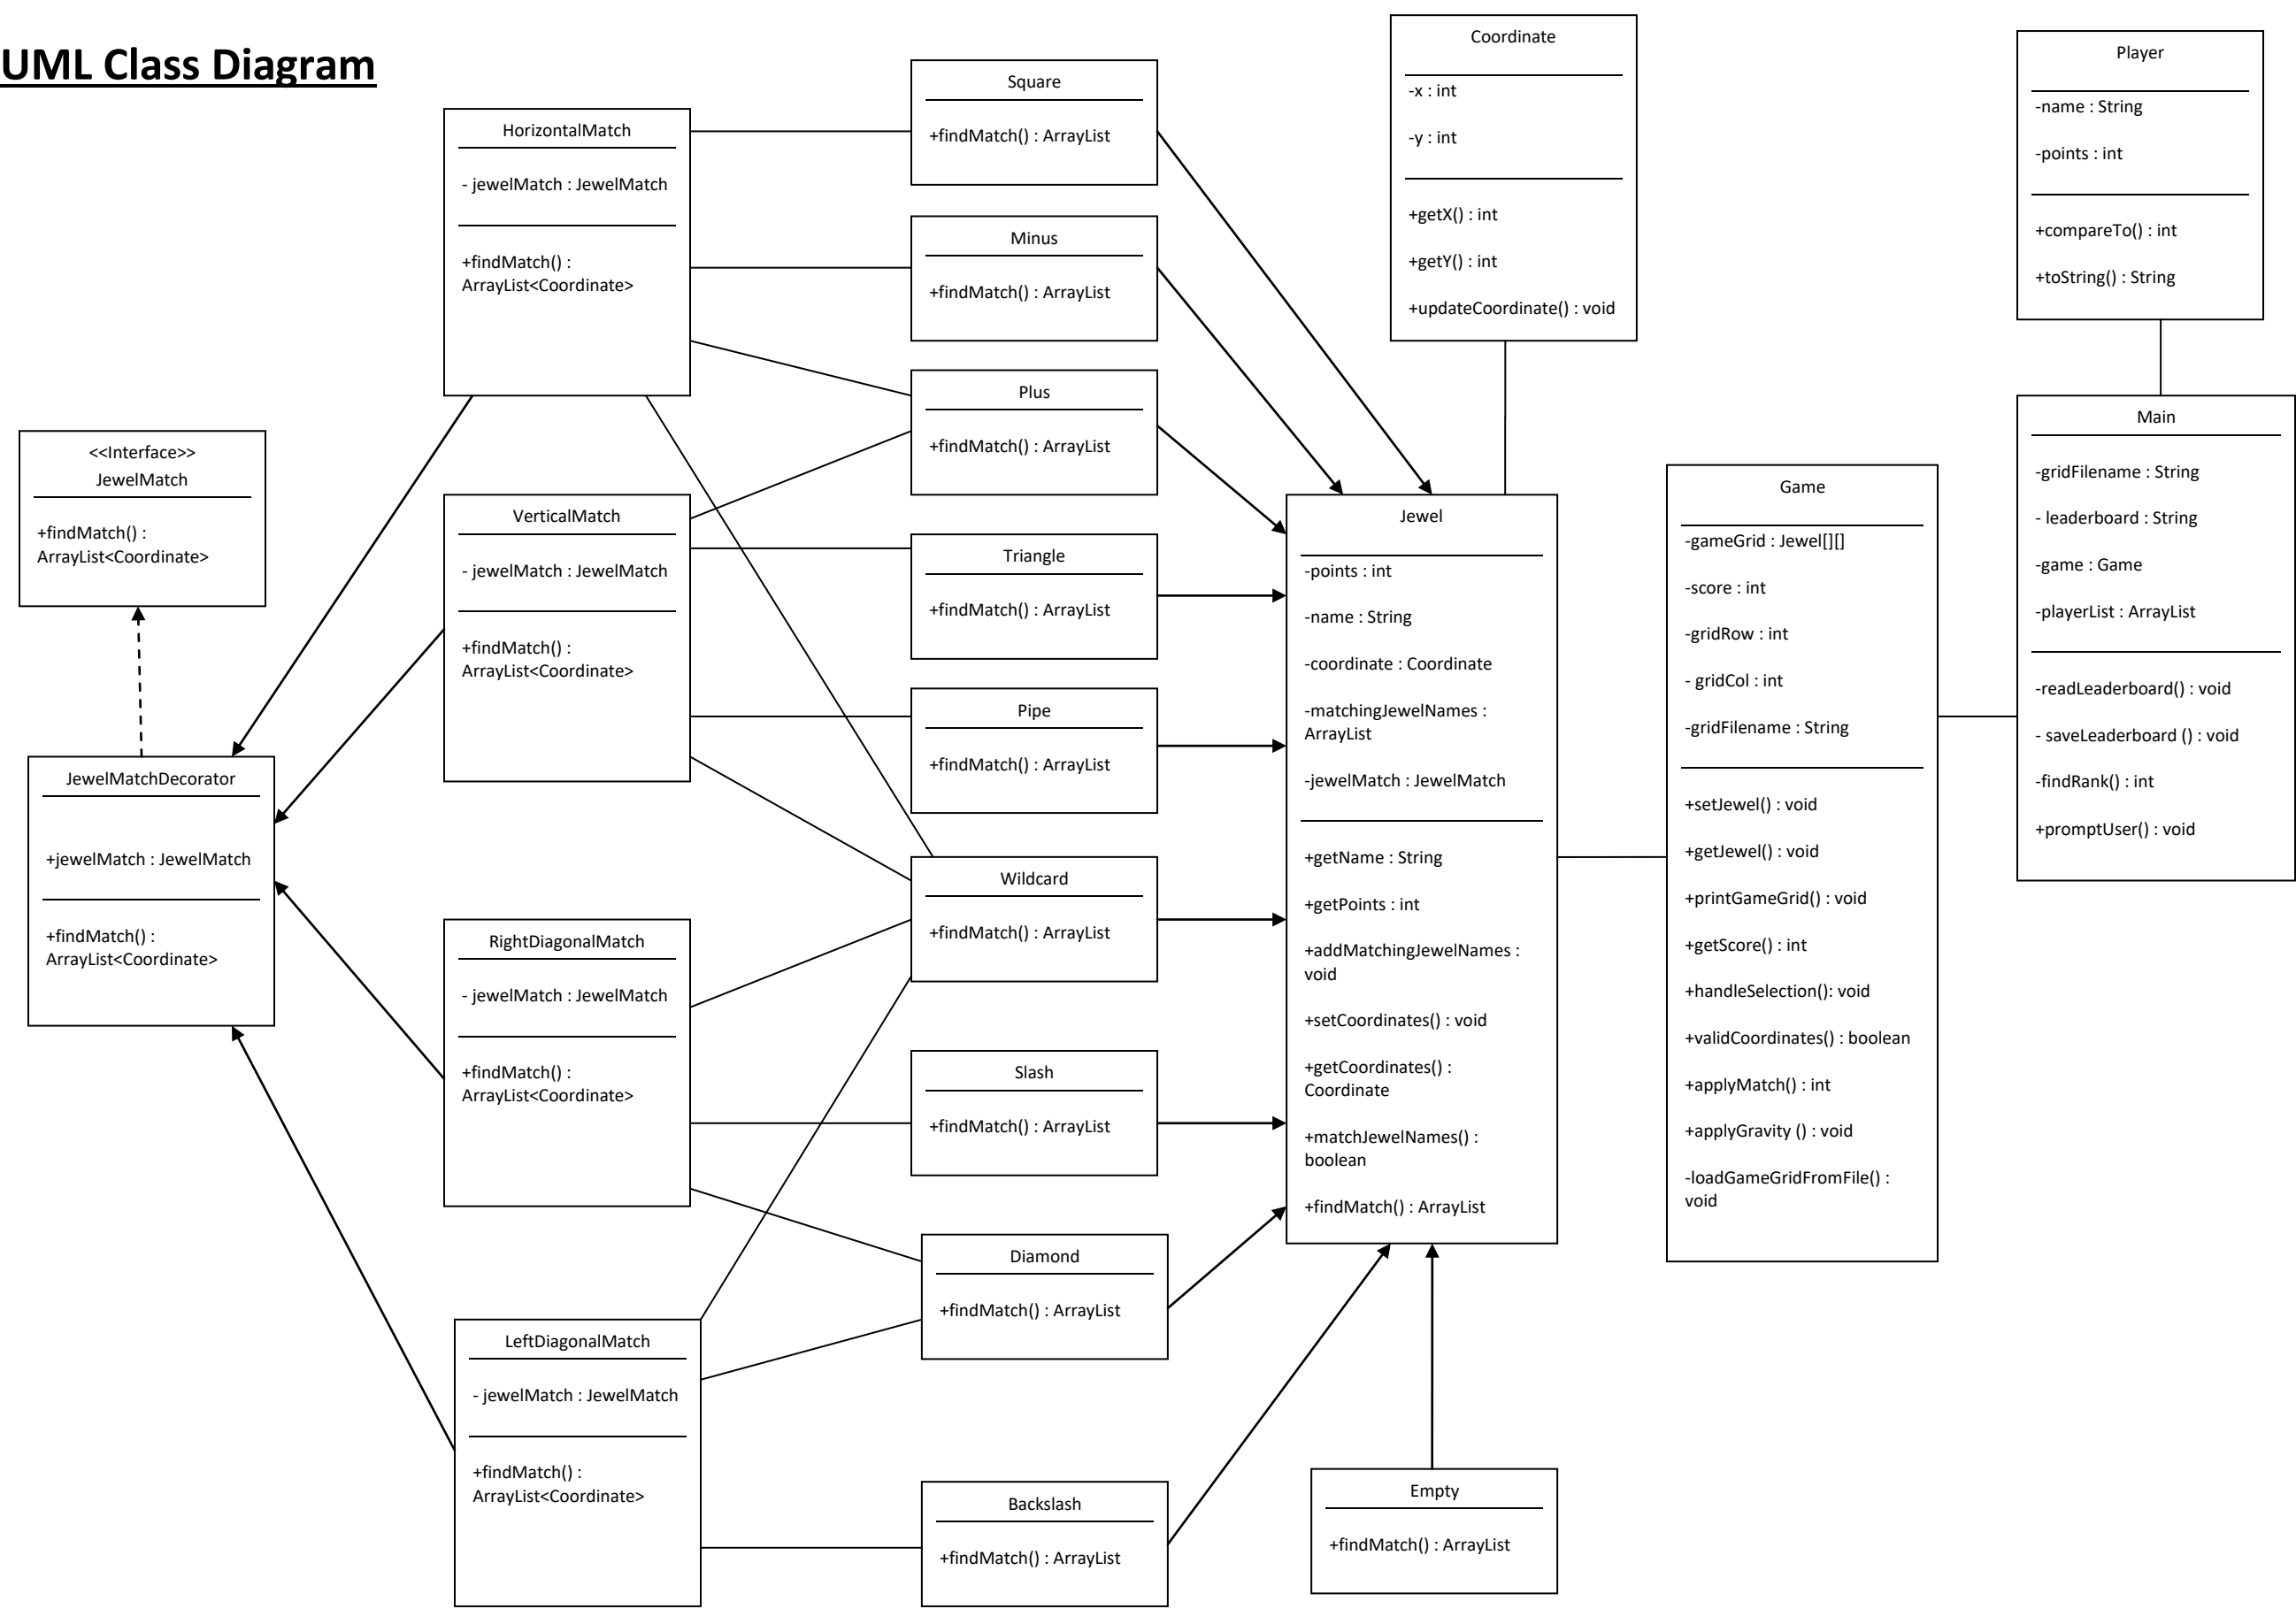 UML Class Diagram
<<Interface>>
JewelMatch
+findMatch() :
ArrayList<Coordinate>
JewelMatchDecorator
+jewelMatch : JewelMatch
+findMatch() :
ArrayList<Coordinate>
HorizontalMatch
- jewelMatch : JewelMatch
+findMatch() :
ArrayList<Coordinate>
VerticalMatch
- jewelMatch : JewelMatch
+findMatch() :
ArrayList<Coordinate>
RightDiagonalMatch
- jewelMatch : JewelMatch
+findMatch() :
ArrayList<Coordinate>
LeftDiagonalMatch
- jewelMatch : JewelMatch
+findMatch() :
ArrayList<Coordinate>
Square
+findMatch() : ArrayList
Minus
+findMatch() : ArrayList
Plus
+findMatch() : ArrayList
Triangle
+findMatch() : ArrayList
Pipe
+findMatch() : ArrayList
Wildcard
+findMatch() : ArrayList
Slash
+findMatch() : ArrayList
Diamond
+findMatch() : ArrayList
Backslash
+findMatch() : ArrayList
Coordinate
-x : int
-y : int
+getX() : int
+getY() : int
+updateCoordinate() : void
Jewel
-points : int
-name : String
-coordinate : Coordinate
-matchingJewelNames :
ArrayList
-jewelMatch : JewelMatch
+getName : String
+getPoints : int
+addMatchingJewelNames :
void
+setCoordinates() : void
+getCoordinates() :
Coordinate
+matchJewelNames() :
boolean
+findMatch() : ArrayList
Empty
+findMatch() : ArrayList
Game
-gameGrid : Jewel[][]
-score : int
-gridRow : int
- gridCol : int
-gridFilename : String
+setJewel() : void
+getJewel() : void
+printGameGrid() : void
+getScore() : int
+handleSelection(): void
+validCoordinates() : boolean
+applyMatch() : int
+applyGravity () : void
-loadGameGridFromFile() :
void
Player
-name : String
-points : int
+compareTo() : int
+toString() : String
Main
-gridFilename : String
- leaderboard : String
-game : Game
-playerList : ArrayList
-readLeaderboard() : void
- saveLeaderboard () : void
-findRank() : int
+promptUser() : void